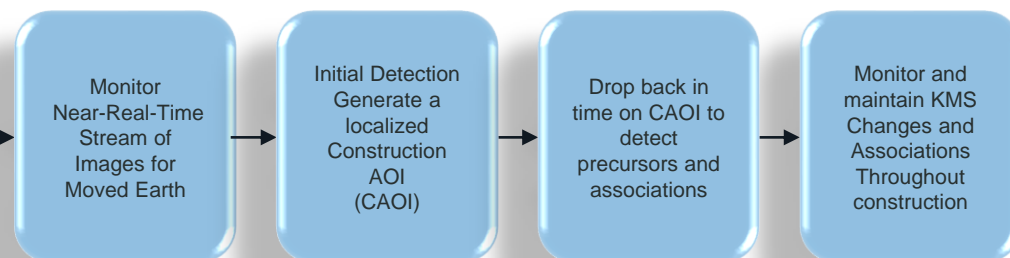 Monitor
Near-Real-Time
Stream of
Images for
Moved Earth
Initial Detection
Generate a
localized
Construction
AOI
(CAOI)
Drop back in
time on CAOI to
detect
precursors and
associations
Monitor and
maintain KMS
Changes and
Associations
Throughout
construction